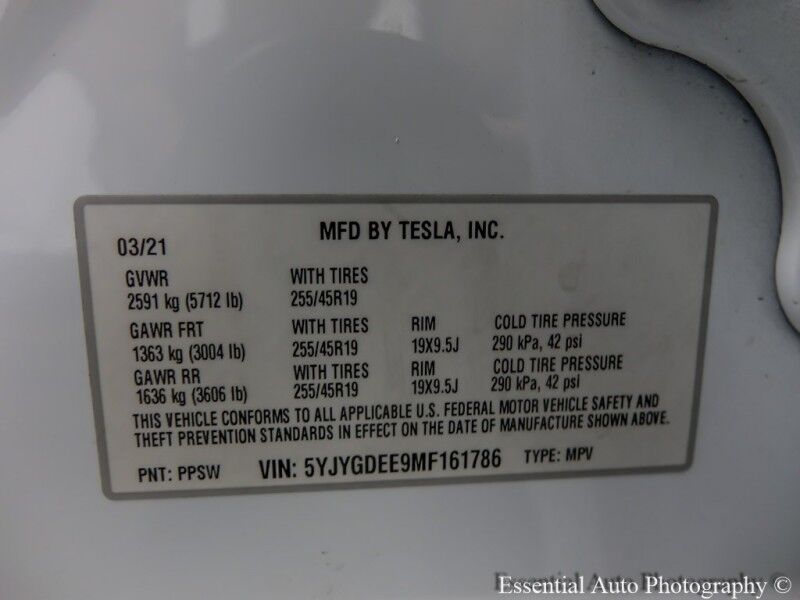 MFD BY TESLA, INC.
03/21
GVWR WITH TIRES
2591 kg (5712 lb) 255/45R19
GAWR FRT WITH TIRES RIM COLD TIRE PRESSURE
1363 kg (3004 lb) 255/45R19 19X9.5J 290 kPa, 42 psi
GAWR RR WITH TIRES RIM COLD TIRE PRESSURE
1636 kg (3606 lb) 255/45R19 19X9.5J 290 kPa, 42 psi
THIS VEHICLE CONFORMS TO ALL APPLICABLE U.S. FEDERAL MOTOR VEHICLE SAFETY AND
THEFT PREVENTION STANDARDS IN EFFECT ON THE DATE OF MANUFACTURE SHOWN ABOVE.
PNT: PPSW VIN: 5YJYGDEE9MF161786 TYPE: MPV
Essential Auto Photography ©